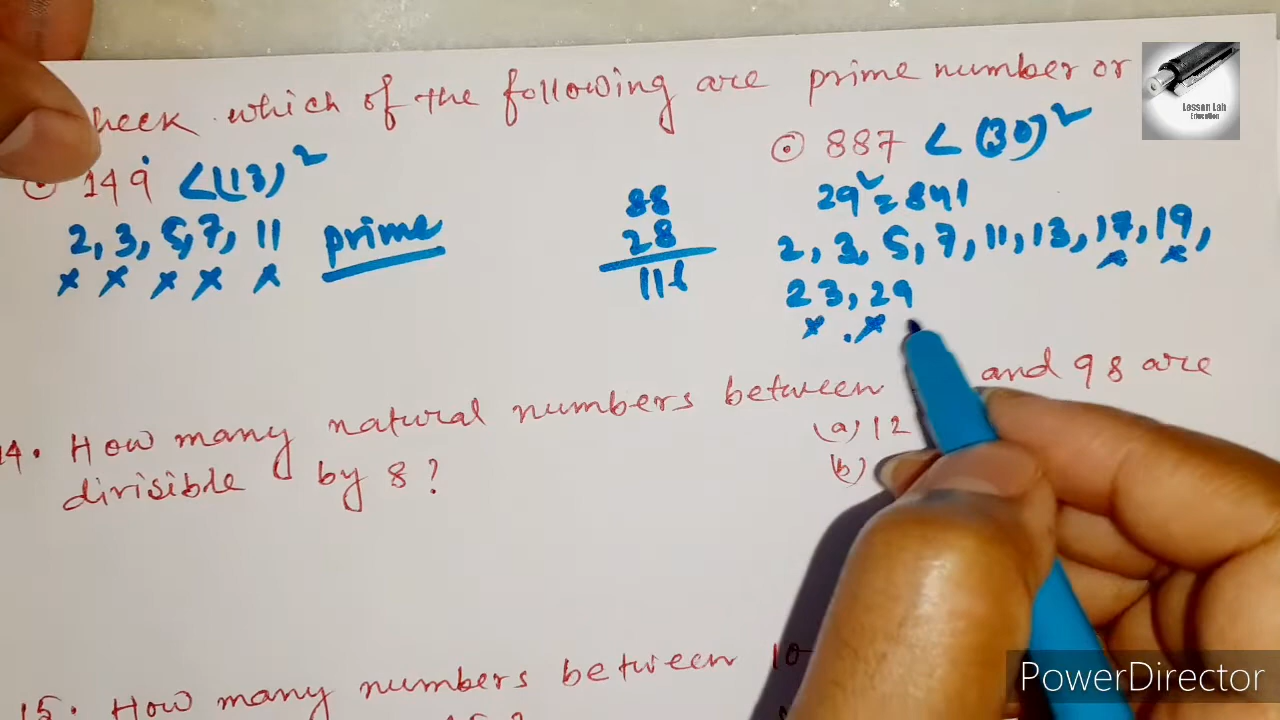 heck which of the following are prime number or
⊙ 149 <(13)²
2, 3, 5, 7, 11 prime
× × × × ×
88
28
116
⊙ 887 < (30)²
29² = 841
2, 3, 5, 7, 11, 13, 17, 19,
× ×
23, 29
× . ×
14. How many natural numbers between and 98 are
divisible by 8 ?
(a) 12
(b)
15. How many numbers between 10
Lessan Lab
Education
PowerDirector